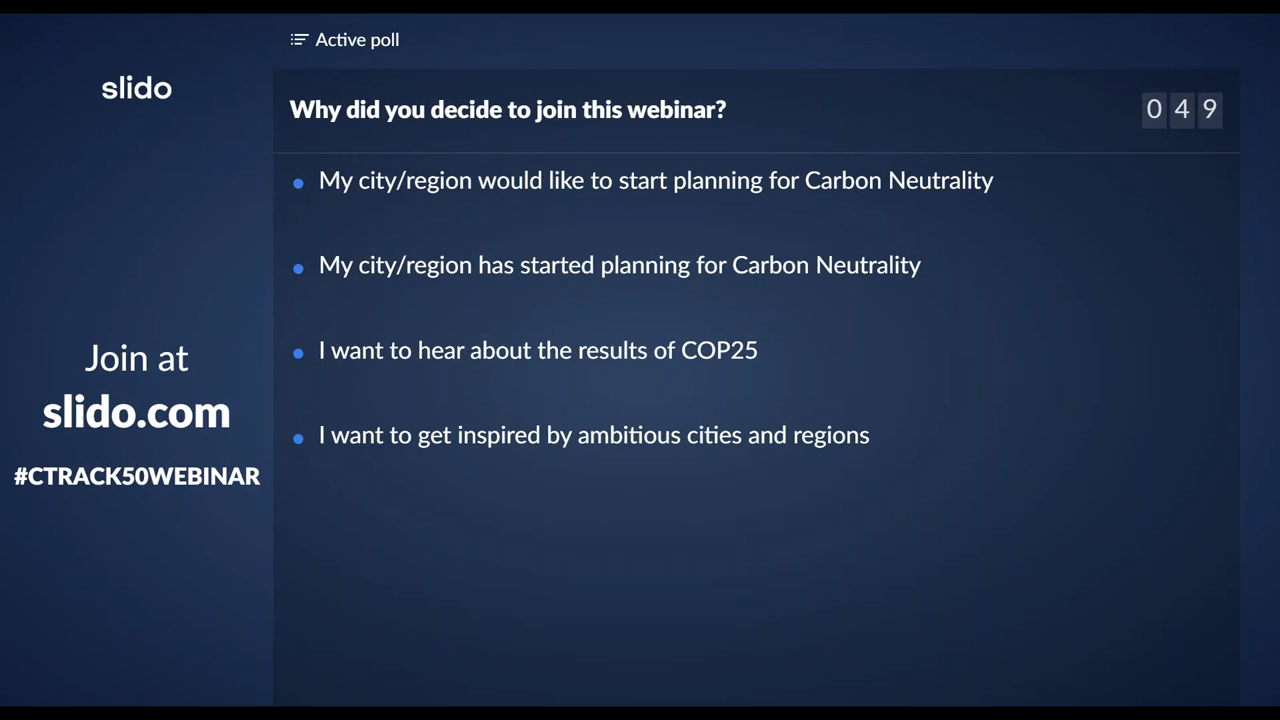 Active poll
slido
Why did you decide to join this webinar?
049
My city/region would like to start planning for Carbon Neutrality
My city/region has started planning for Carbon Neutrality
I want to hear about the results of COP25
I want to get inspired by ambitious cities and regions
Join at
slido.com
#CTRACK50WEBINAR